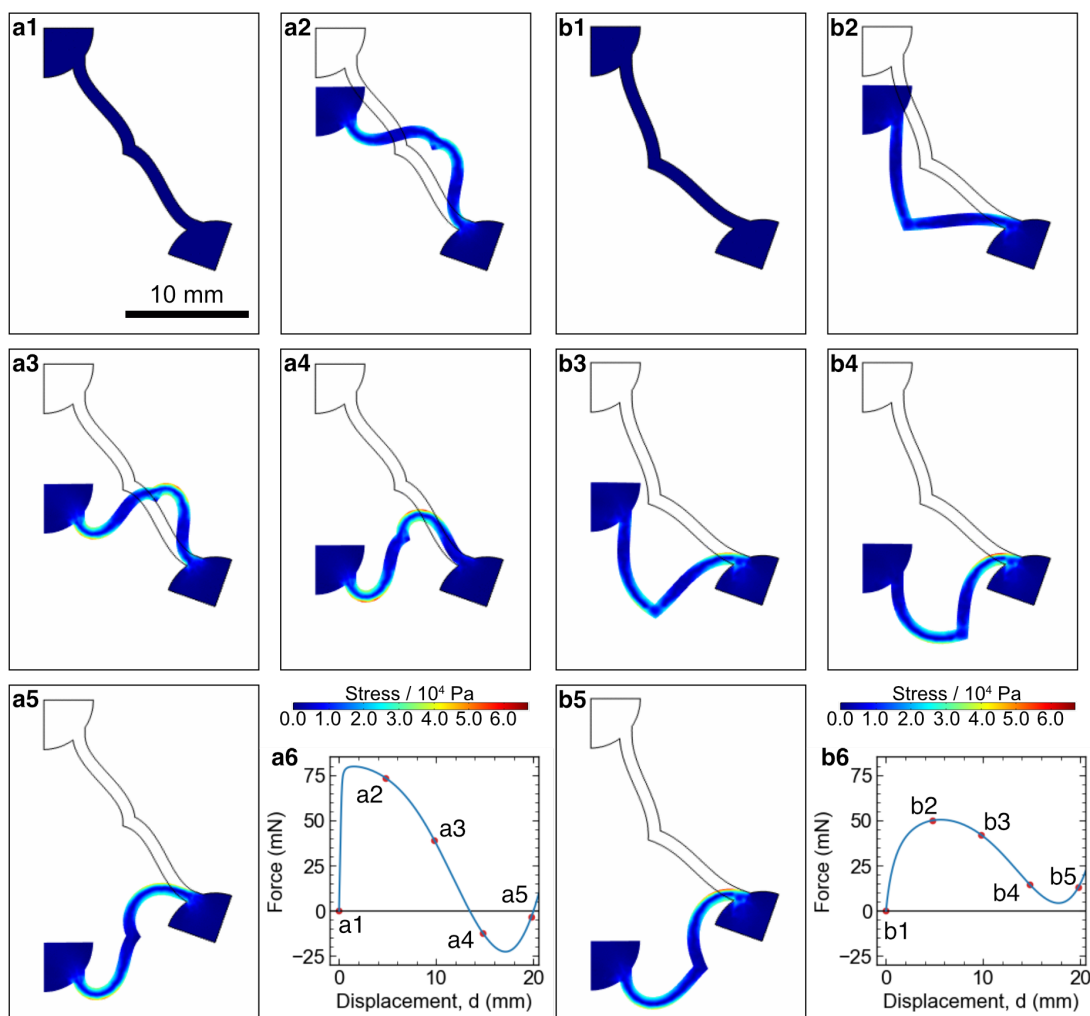 a1
a2
b1
b2
10 mm
a3
a4
b3
b4
a5
Stress / 10⁴ Pa
0.0 1.0 2.0 3.0 4.0 5.0 6.0
a6
Force (mN)
75
50
25
0
−25
a1
a2
a3
a4
a5
0 10 20
Displacement, d (mm)
b5
Stress / 10⁴ Pa
0.0 1.0 2.0 3.0 4.0 5.0 6.0
b6
Force (mN)
75
50
25
0
−25
b1
b2
b3
b4
b5
0 10 20
Displacement, d (mm)